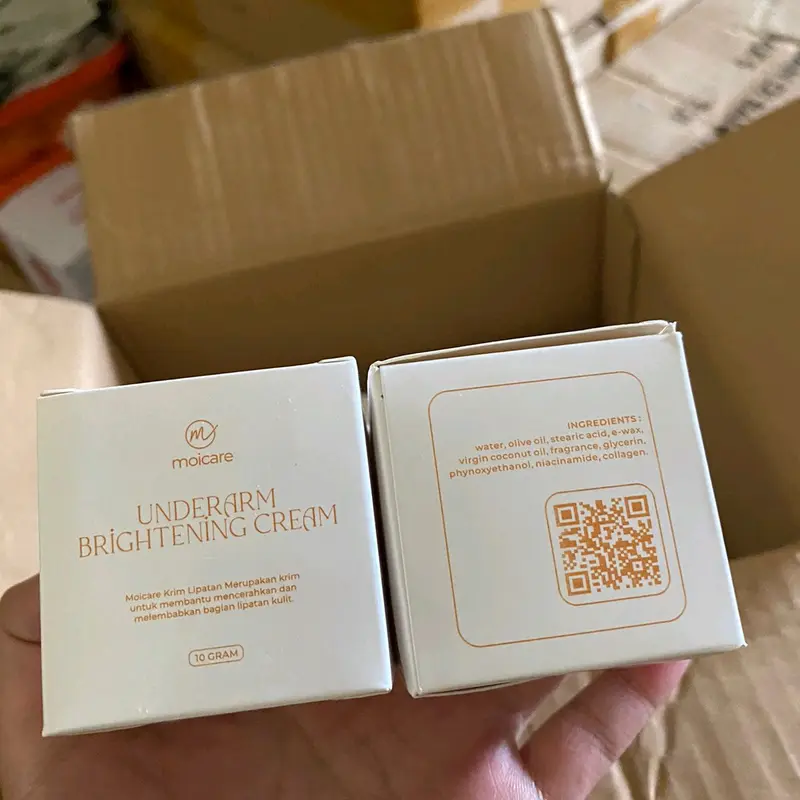 moicare
UNDERARM
BRIGHTENING CREAM
Moicare Krim Lipatan Merupakan krim
untuk membantu mencerahkan dan
melembabkan bagian lipatan kulit.
10 GRAM
INGREDIENTS :
water, olive oil, stearic acid, e-wax,
virgin coconut oil, fragrance, glycerin,
phynoxyethanol, niacinamide, collagen.